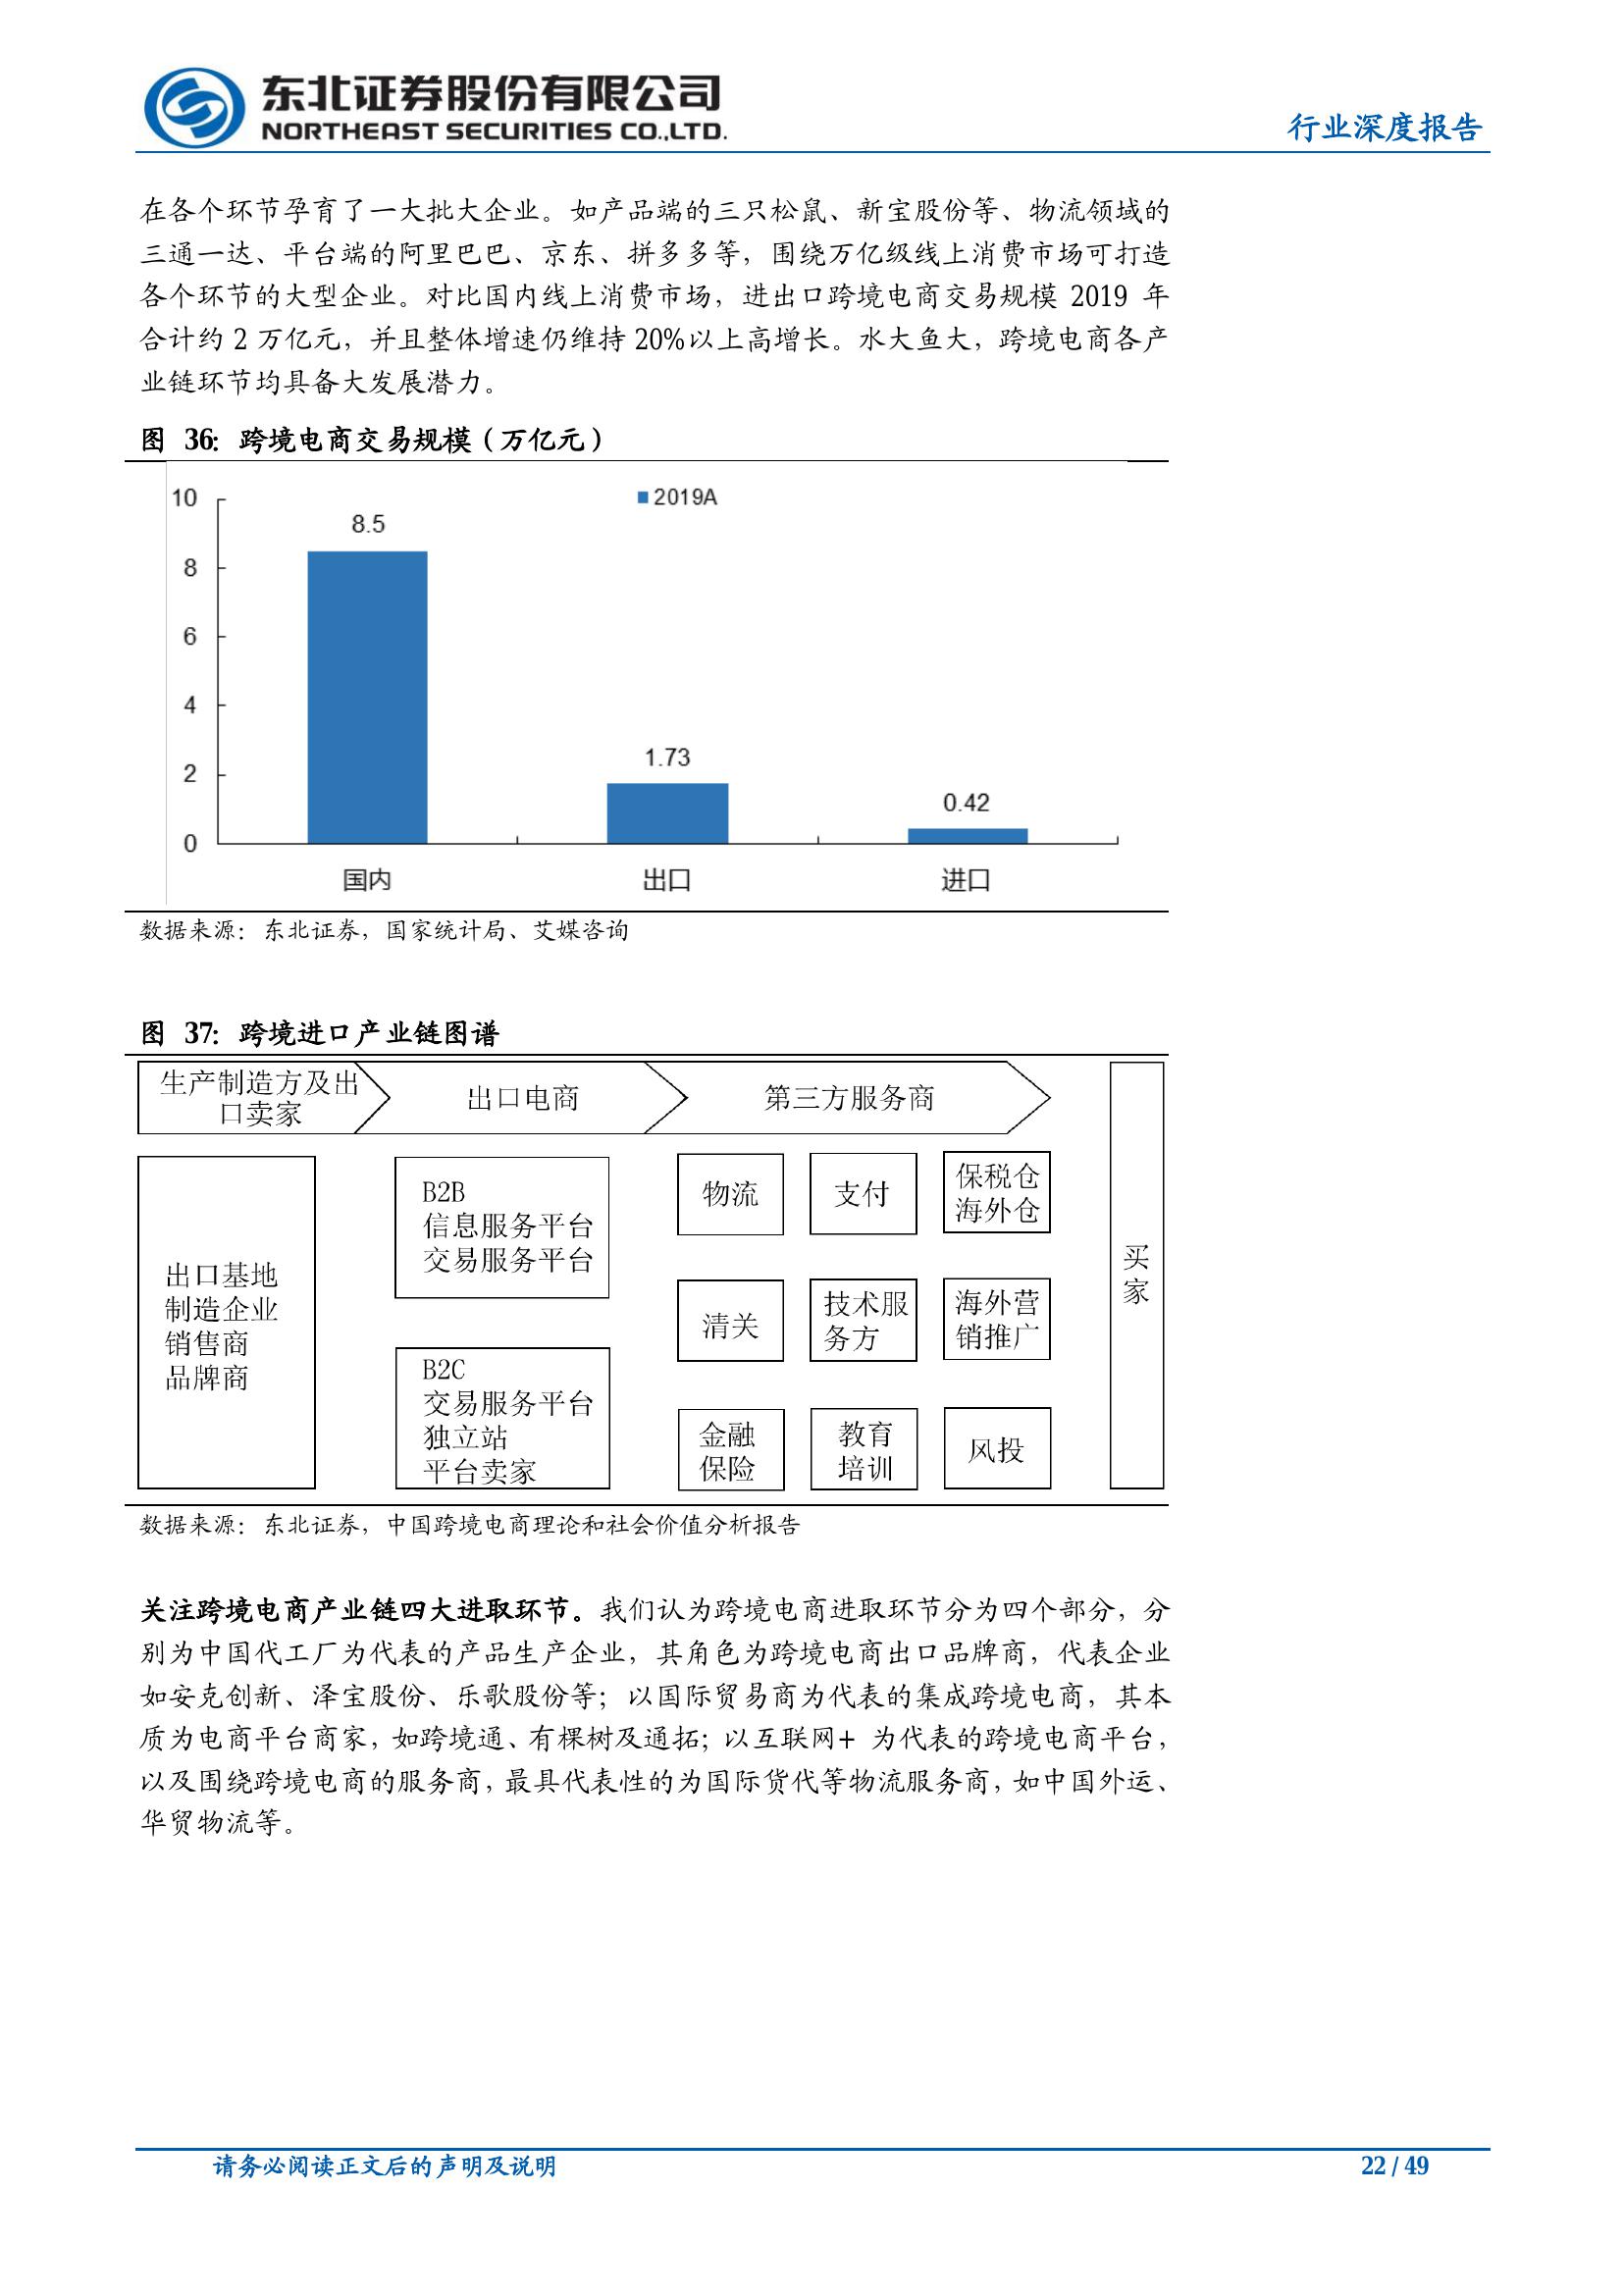 东北证券股份有限公司
NORTHEAST SECURITIES CO.,LTD.
行业深度报告
在各个环节孕育了一大批大企业。如产品端的三只松鼠、新宝股份等、物流领域的
三通一达、平台端的阿里巴巴、京东、拼多多等，围绕万亿级线上消费市场可打造
各个环节的大型企业。对比国内线上消费市场，进出口跨境电商交易规模 2019 年
合计约 2 万亿元，并且整体增速仍维持 20%以上高增长。水大鱼大，跨境电商各产
业链环节均具备大发展潜力。
图 36：跨境电商交易规模（万亿元）
2019A
10
8
6
4
2
0
8.5
1.73
0.42
国内
出口
进口
数据来源：东北证券，国家统计局、艾媒咨询
图 37：跨境进口产业链图谱
生产制造方及出
口卖家
出口电商
第三方服务商
出口基地
制造企业
销售商
品牌商
B2B
信息服务平台
交易服务平台
B2C
交易服务平台
独立站
平台卖家
物流
支付
保税仓
海外仓
清关
技术服
务方
海外营
销推广
金融
保险
教育
培训
风投
买
家
数据来源：东北证券，中国跨境电商理论和社会价值分析报告
关注跨境电商产业链四大进取环节。我们认为跨境电商进取环节分为四个部分，分
别为中国代工厂为代表的产品生产企业，其角色为跨境电商出口品牌商，代表企业
如安克创新、泽宝股份、乐歌股份等；以国际贸易商为代表的集成跨境电商，其本
质为电商平台商家，如跨境通、有棵树及通拓；以互联网+ 为代表的跨境电商平台，
以及围绕跨境电商的服务商，最具代表性的为国际货代等物流服务商，如中国外运、
华贸物流等。
请务必阅读正文后的声明及说明
22 / 49